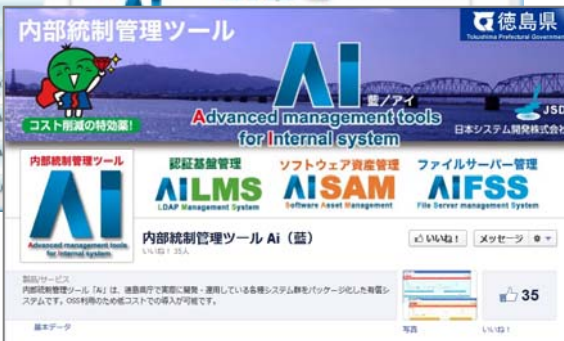 内部統制管理ツール
徳島県
Tokushima Prefectural Government
Ai
藍/アイ
Advanced management tools
for Internal system
コスト削減の特効薬!
JSD
日本システム開発株式会社
内部統制管理ツール
Ai
Advanced management tools
for Internal system
認証基盤管理
AiLMS
LDAP Management System
ソフトウェア資産管理
AiSAM
Software Asset Management
ファイルサーバー管理
AiFSS
File Server management System
内部統制管理ツール Ai(藍)
いいね! 35人
いいね!
メッセージ
製品/サービス
内部統制管理ツール「Ai」は、徳島県庁で実際に開発・運用している各種システム群をパッケージ化した有償シ
ステムです。OSS利用のため低コストでの導入が可能です。
基本データ
写真
35
いいね!